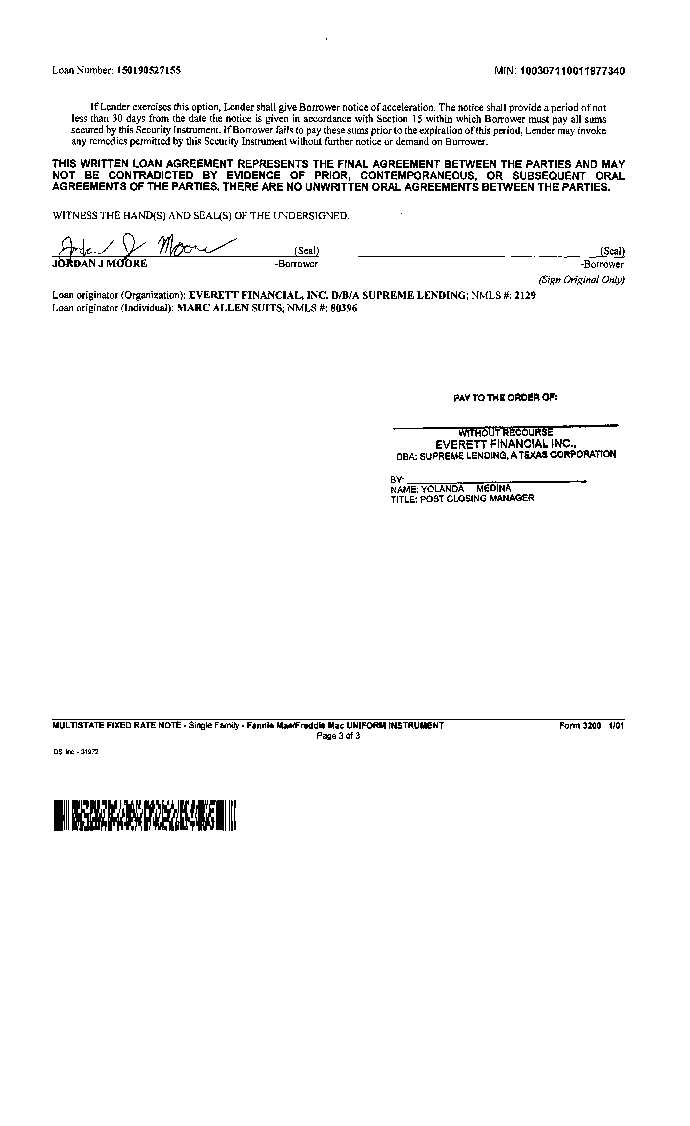 Loan Number: 150190527155 MIN: 100307110011877340
If Lender exercises this option, Lender shall give Borrower notice of acceleration. The notice shall provide a period of not
less than 30 days from the date the notice is given in accordance with Section 15 within which Borrower must pay all sums
secured by this Security Instrument. If Borrower fails to pay these sums prior to the expiration of this period, Lender may invoke
any remedies permitted by this Security Instrument without further notice or demand on Borrower.
THIS WRITTEN LOAN AGREEMENT REPRESENTS THE FINAL AGREEMENT BETWEEN THE PARTIES AND MAY
NOT BE CONTRADICTED BY EVIDENCE OF PRIOR, CONTEMPORANEOUS, OR SUBSEQUENT ORAL
AGREEMENTS OF THE PARTIES. THERE ARE NO UNWRITTEN ORAL AGREEMENTS BETWEEN THE PARTIES.
WITNESS THE HAND(S) AND SEAL(S) OF THE UNDERSIGNED.
Jordan J Moore (Seal) (Seal)
JORDAN J MOORE -Borrower -Borrower
(Sign Original Only)
Loan originator (Organization): EVERETT FINANCIAL, INC. D/B/A SUPREME LENDING; NMLS #: 2129
Loan originator (Individual): MARC ALLEN SUITS; NMLS #: 80396
PAY TO THE ORDER OF:
WITHOUT RECOURSE
EVERETT FINANCIAL INC.,
DBA: SUPREME LENDING, A TEXAS CORPORATION
BY:
NAME: YOLANDA MEDINA
TITLE: POST CLOSING MANAGER
MULTISTATE FIXED RATE NOTE - Single Family - Fannie Mae/Freddie Mac UNIFORM INSTRUMENT Form 3200 1/01
Page 3 of 3
DS Inc - 31972